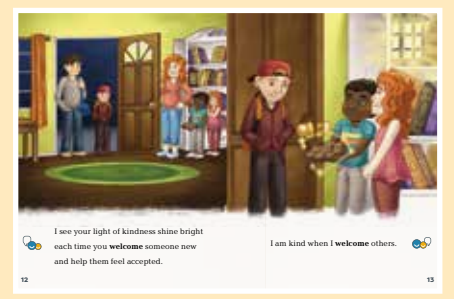 I see your light of kindness shine bright
each time you welcome someone new
and help them feel accepted.
12
I am kind when I welcome others.
13